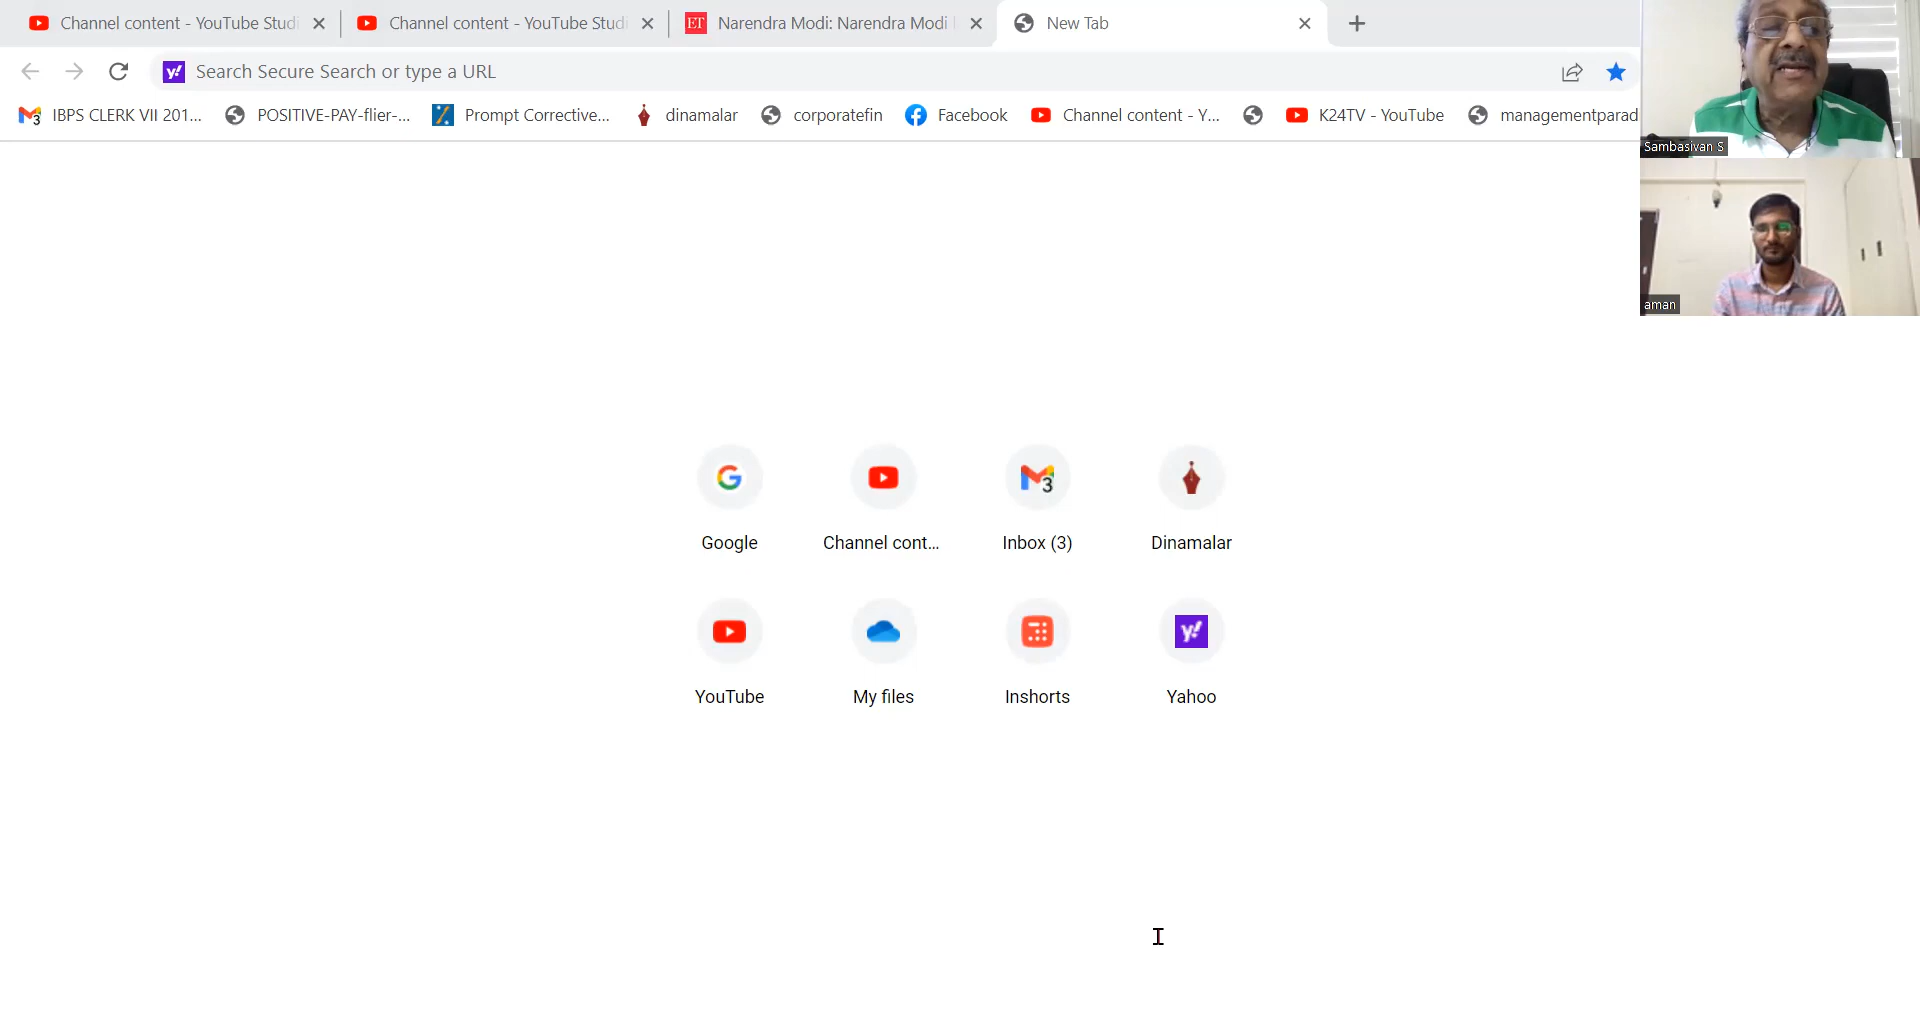 Channel content - YouTube Studi
Channel content - YouTube Studi
ET Narendra Modi: Narendra Modi
New Tab
y! Search Secure Search or type a URL
IBPS CLERK VII 201...
POSITIVE-PAY-flier-...
Prompt Corrective...
dinamalar
corporatefin
Facebook
Channel content - Y...
K24TV - YouTube
managementparad
Sambasivan S
aman
Google
Channel cont...
3
Inbox (3)
Dinamalar
YouTube
My files
Inshorts
y!
Yahoo